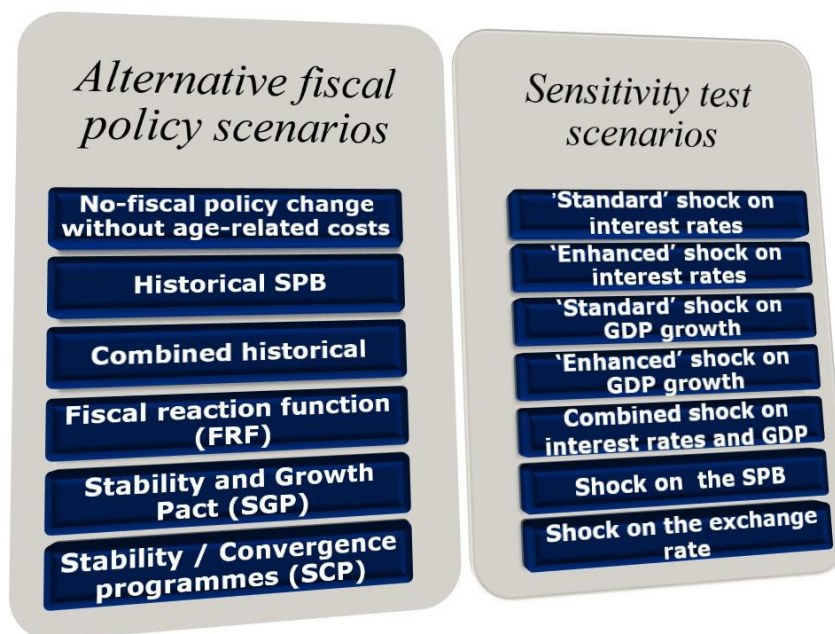 Alternative fiscal
policy scenarios
No-fiscal policy change
without age-related costs
Historical SPB
Combined historical
Fiscal reaction function
(FRF)
Stability and Growth
Pact (SGP)
Stability / Convergence
programmes (SCP)
Sensitivity test
scenarios
'Standard' shock on
interest rates
‘Enhanced’ shock on
interest rates
‘Standard’ shock on
GDP growth
‘Enhanced’ shock on
GDP growth
Combined shock on
interest rates and GDP
Shock on the SPB
Shock on the exchange
rate